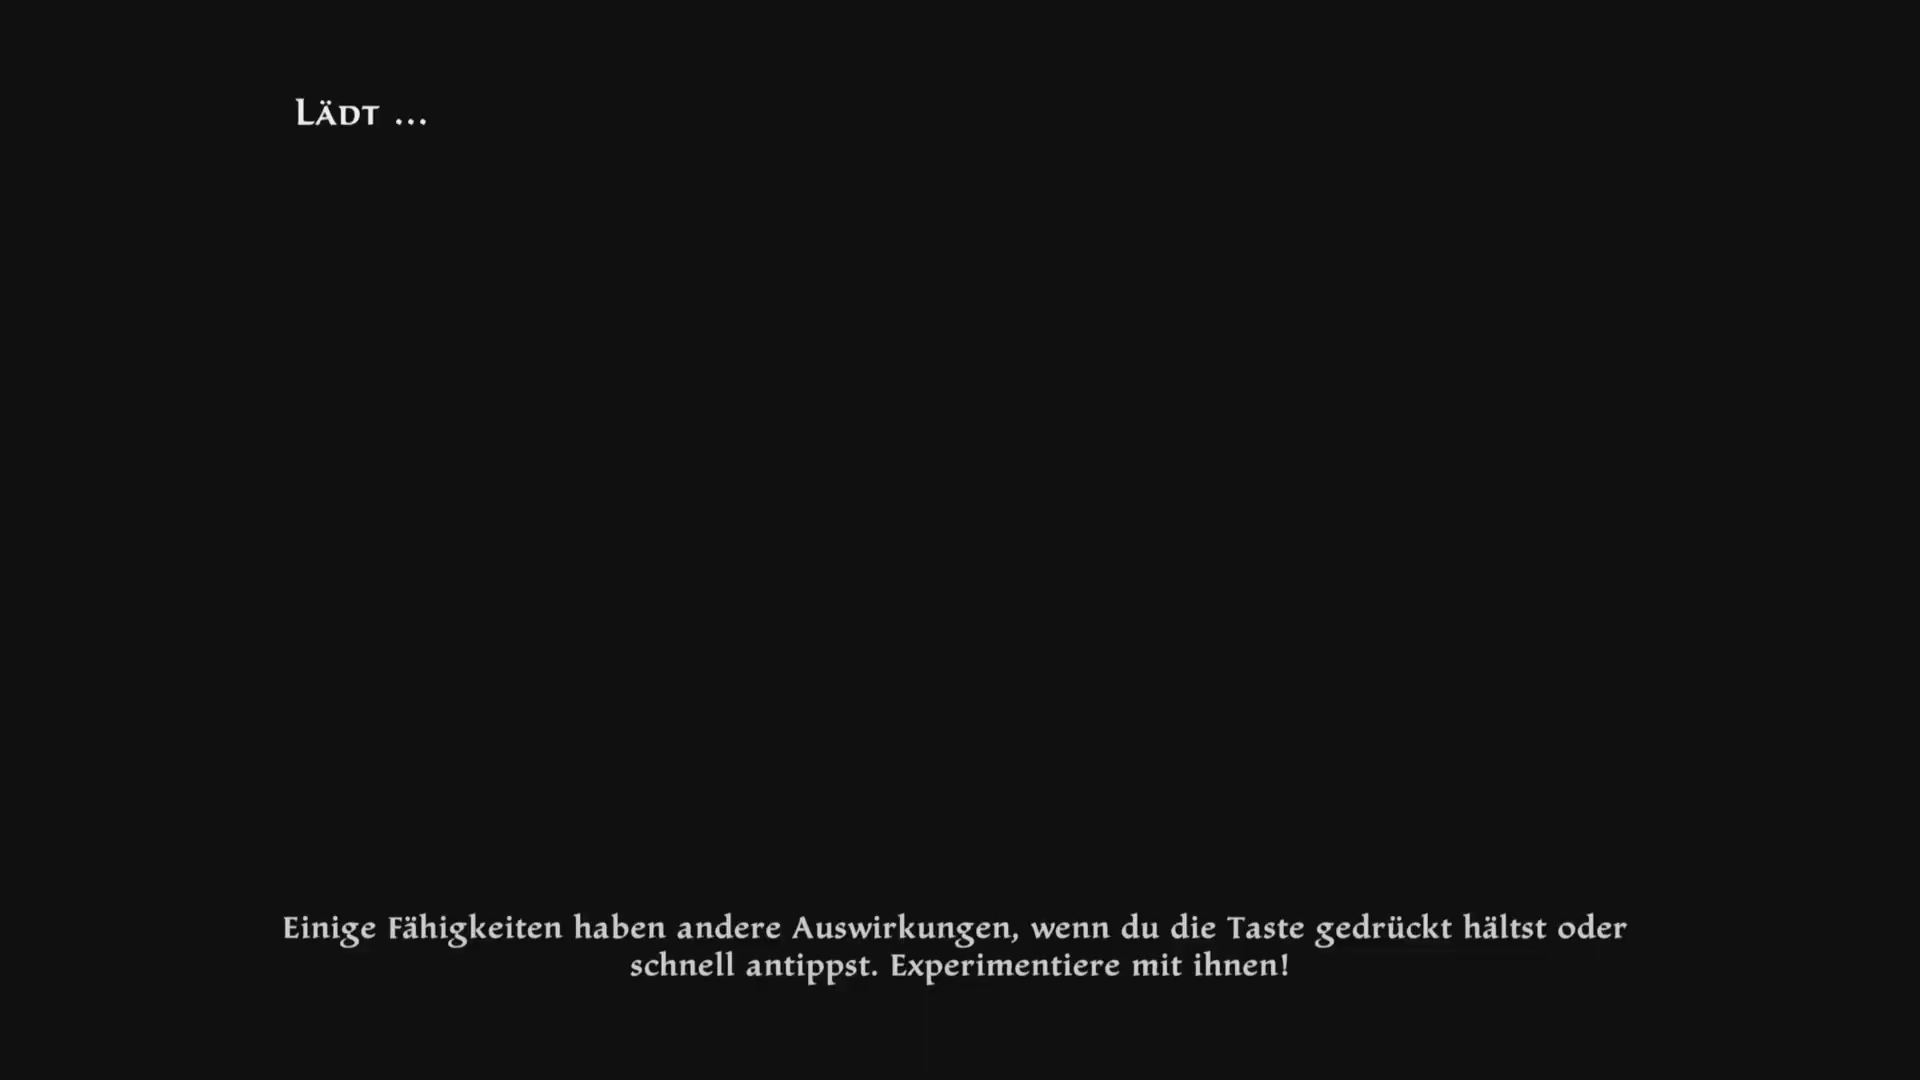 Lädt ...
Einige Fähigkeiten haben andere Auswirkungen, wenn du die Taste gedrückt hältst oder
schnell antippst. Experimentiere mit ihnen!